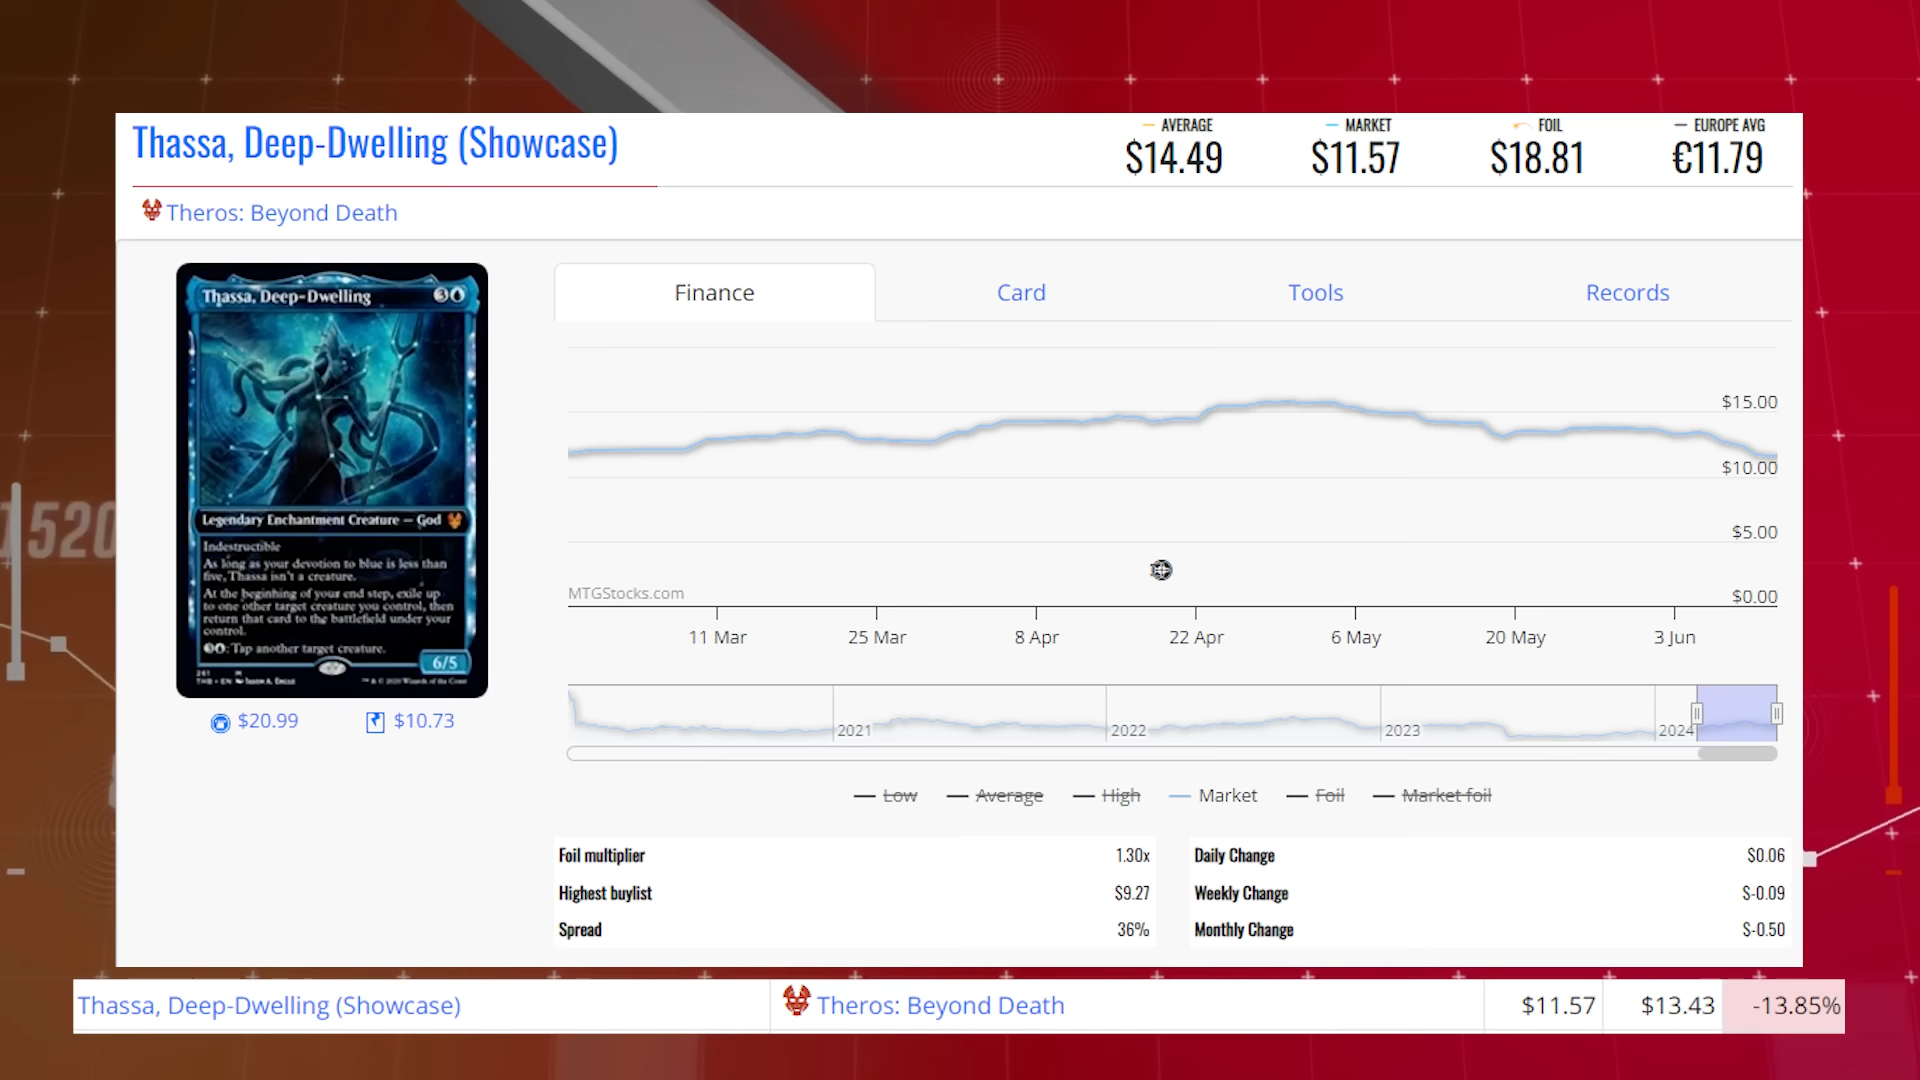 Thassa, Deep-Dwelling (Showcase)
AVERAGE
$14.49
MARKET
$11.57
FOIL
$18.81
EUROPE AVG
€11.79
Theros: Beyond Death
Thassa, Deep-Dwelling
3
Legendary Enchantment Creature — God
Indestructible
As long as your devotion to blue is less than
five, Thassa isn't a creature.
At the beginning of your end step, exile up
to one other target creature you control, then
return that card to the battlefield under your
control.
: Tap another target creature.
6/5
$20.99
$10.73
Finance
Card
Tools
Records
$15.00
$10.00
$5.00
$0.00
MTGStocks.com
11 Mar
25 Mar
8 Apr
22 Apr
6 May
20 May
3 Jun
2021
2022
2023
2024
Low
Average
High
Market
Foil
Market foil
Foil multiplier 1.30x
Highest buylist $9.27
Spread 36%
Daily Change $0.06
Weekly Change $-0.09
Monthly Change $-0.50
1520
Thassa, Deep-Dwelling (Showcase) Theros: Beyond Death $11.57 $13.43 -13.85%